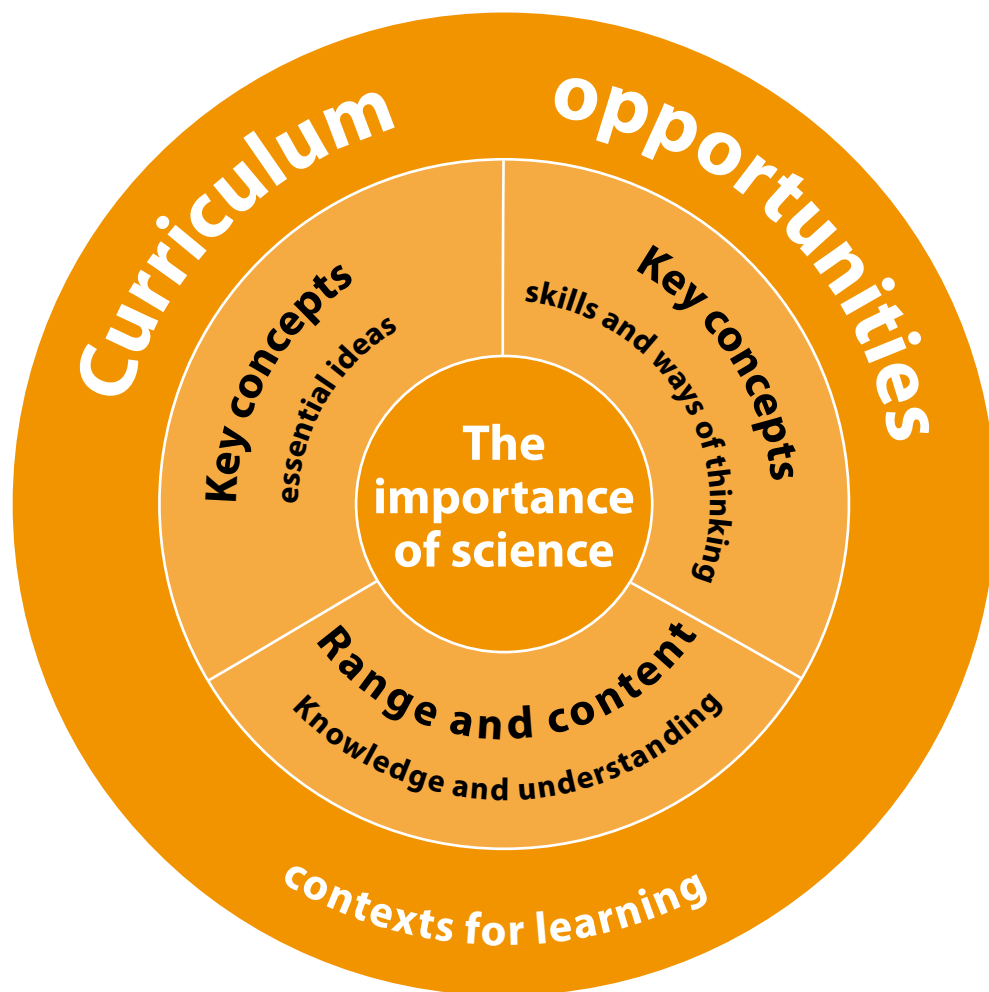 Curriculum opportunities
Key concepts
essential ideas
Key concepts
skills and ways of thinking
The
importance
of science
Range and content
Knowledge and understanding
contexts for learning